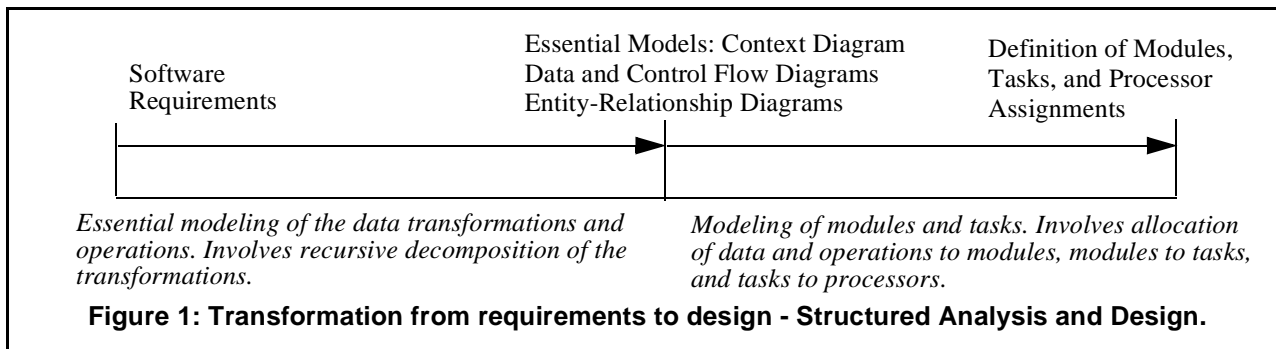 Software
Requirements
Essential Models: Context Diagram
Data and Control Flow Diagrams
Entity-Relationship Diagrams
Definition of Modules,
Tasks, and Processor
Assignments
Essential modeling of the data transformations and
operations. Involves recursive decomposition of the
transformations.
Modeling of modules and tasks. Involves allocation
of data and operations to modules, modules to tasks,
and tasks to processors.
Figure 1: Transformation from requirements to design - Structured Analysis and Design.